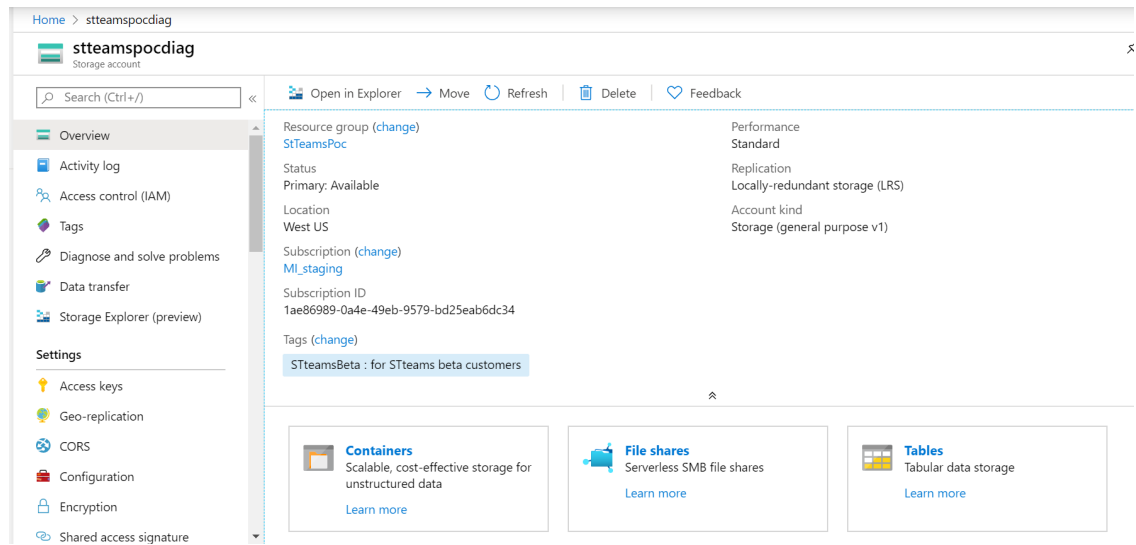 Home > stteamspocdiag
stteamspocdiag
Storage account
Search (Ctrl+/)
«
Overview
Activity log
Access control (IAM)
Tags
Diagnose and solve problems
Data transfer
Storage Explorer (preview)
Settings
Access keys
Geo-replication
CORS
Configuration
Encryption
Shared access signature
Open in Explorer Move Refresh Delete Feedback
Resource group (change)
StTeamsPoc
Status
Primary: Available
Location
West US
Subscription (change)
MI_staging
Subscription ID
1ae86989-0a4e-49eb-9579-bd25eab6dc34
Tags (change)
STteamsBeta : for STteams beta customers
Performance
Standard
Replication
Locally-redundant storage (LRS)
Account kind
Storage (general purpose v1)
Containers
Scalable, cost-effective storage for
unstructured data
Learn more
File shares
Serverless SMB file shares
Learn more
Tables
Tabular data storage
Learn more